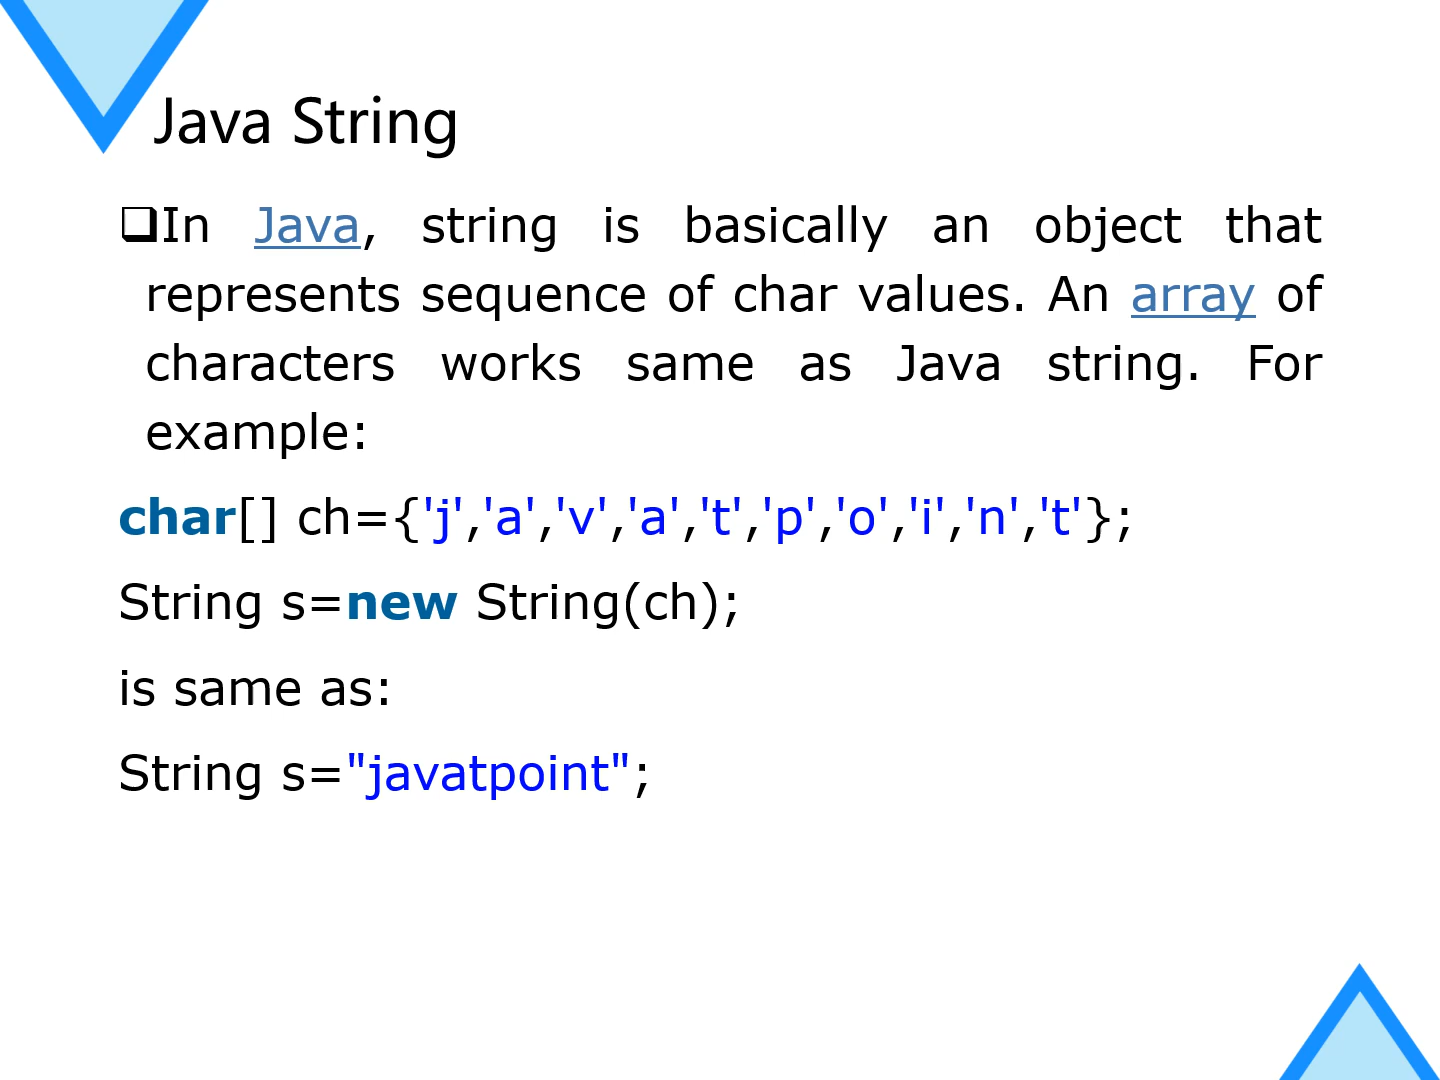 Java String
❑In Java, string is basically an object that
represents sequence of char values. An array of
characters works same as Java string. For
example:
char[] ch={'j','a','v','a','t','p','o','i','n','t'};
String s=new String(ch);
is same as:
String s="javatpoint";